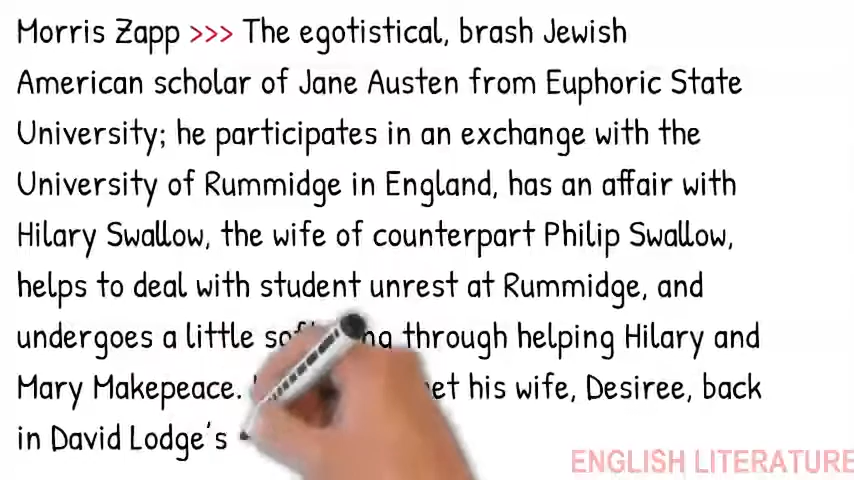 Morris Zapp >>> The egotistical, brash Jewish
American scholar of Jane Austen from Euphoric State
University; he participates in an exchange with the
University of Rummidge in England, has an affair with
Hilary Swallow, the wife of counterpart Philip Swallow,
helps to deal with student unrest at Rummidge, and
undergoes a little through helping Hilary and
Mary Makepeace. his wife, Desiree, back
in David Lodge's
ENGLISH LITERATURE